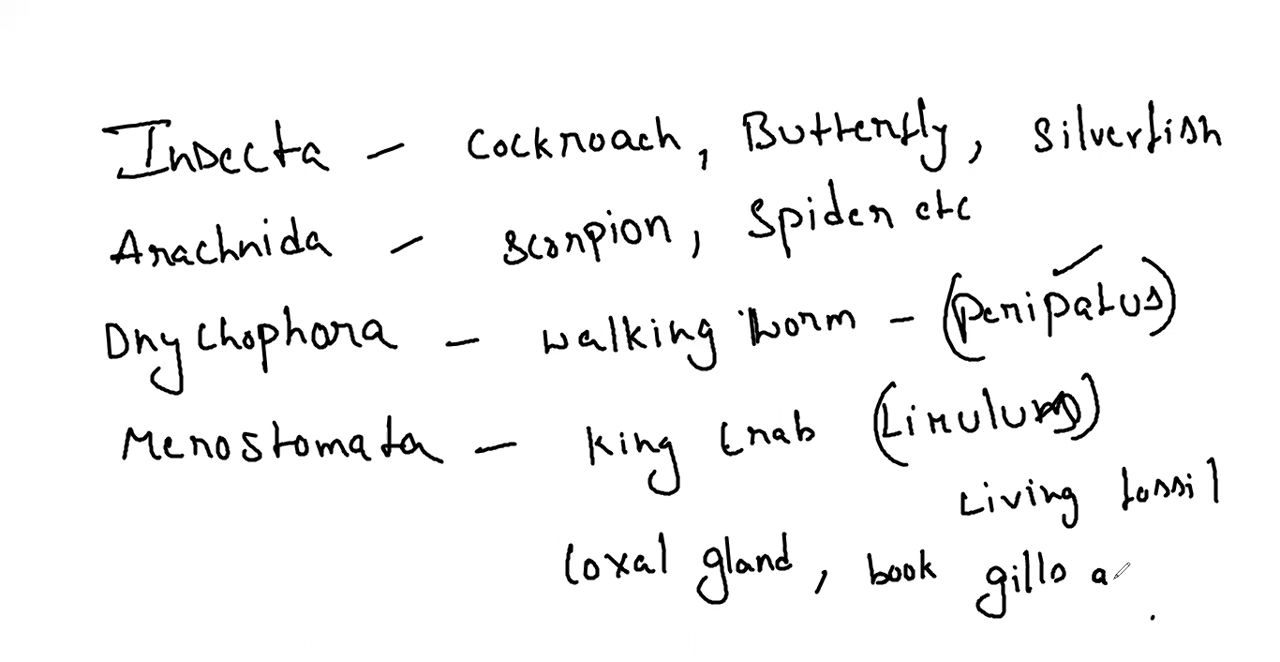 Insecta – Cockroach, Butterfly, Silverfish
Arachnida – Scorpion, Spider etc
Onychophora – Walking Worm – (Peripatus)
Merostomata – King Crab (Limulus)
Living fossil
Coxal gland, book gills a